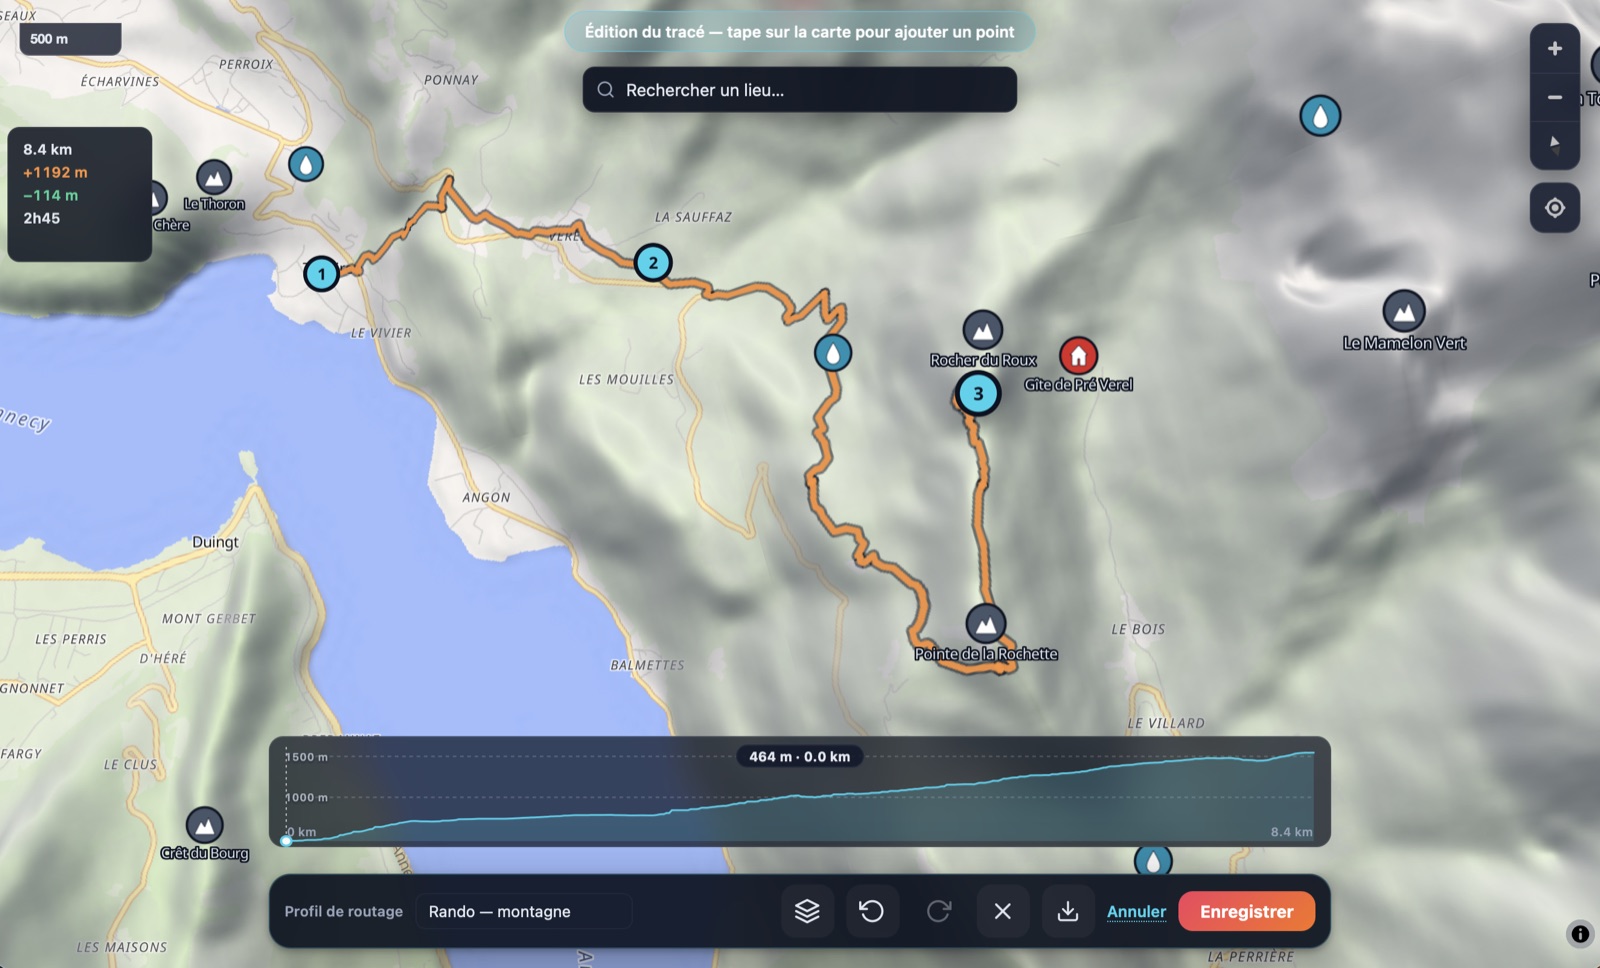 Édition du tracé — tape sur la carte pour ajouter un point
500 m
Rechercher un lieu...
PERROIX
ÉCHARVINES
PONNAY
8.4 km
+1192 m
−114 m
2h45
Le Thoron
Chère
LA SAUFFAZ
1
2
3
LE VIVIER
LES MOUILLES
Rocher du Roux
Gîte de Pré Verel
Le Mamelon Vert
ANGON
Duingt
MONT GERBET
LES PERRIS
D'HÉRÉ
BALMETTES
Pointe de la Rochette
LE BOIS
LE VILLARD
LE CLUS
Crêt du Bourg
1500 m
464 m · 0.0 km
1000 m
0 km
8.4 km
Profil de routage
Rando — montagne
Annuler
Enregistrer
LES MAISONS
LA PERRIÈRE